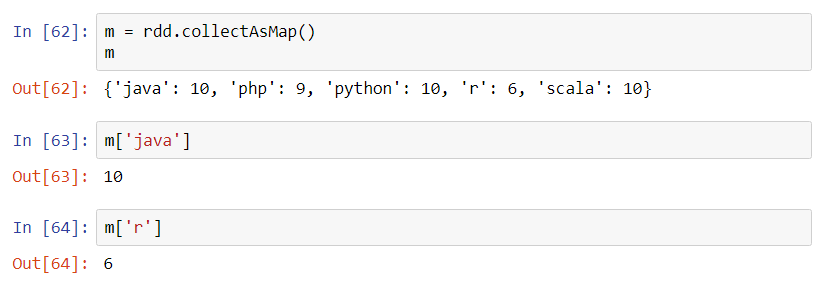 In [62]: m = rdd.collectAsMap()
m
Out[62]: {'java': 10, 'php': 9, 'python': 10, 'r': 6, 'scala': 10}
In [63]: m['java']
Out[63]: 10
In [64]: m['r']
Out[64]: 6